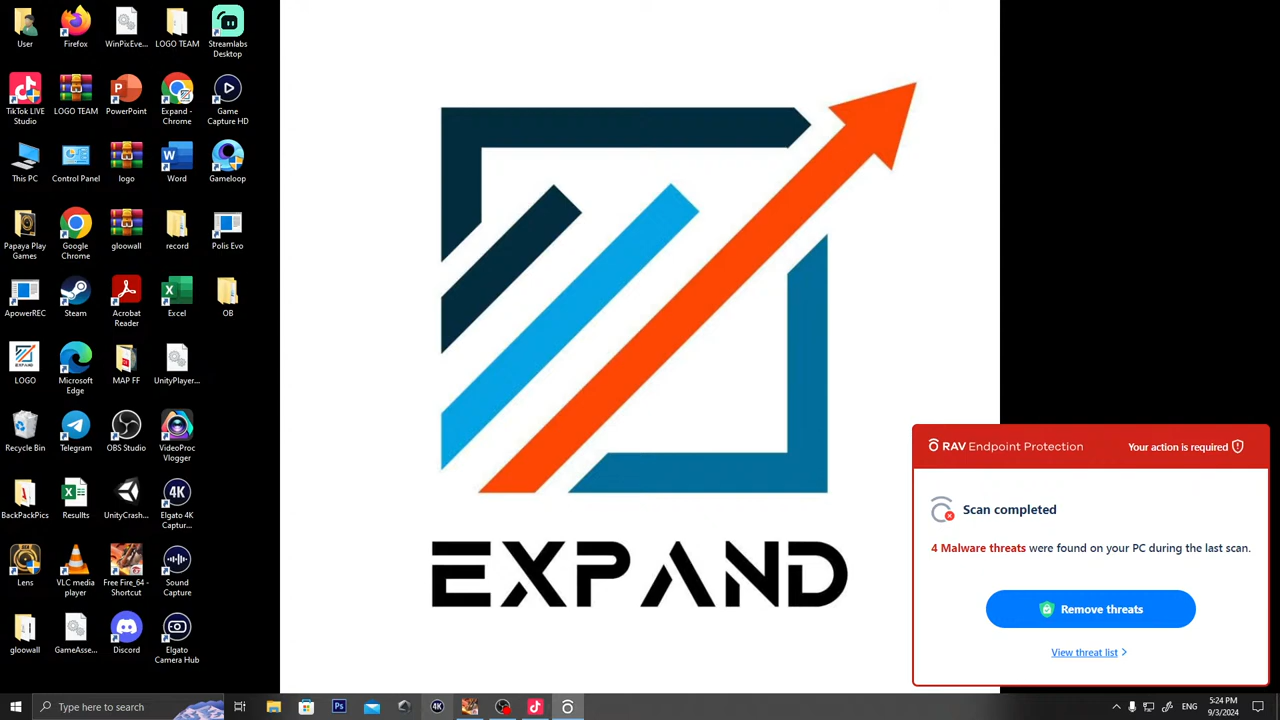 User
Firefox
WinPixEve...
LOGO TEAM
Streamlabs
Desktop
TikTok LIVE
Studio
LOGO TEAM
PowerPoint
Expand -
Chrome
Game
Capture HD
This PC
Control Panel
logo
Word
Gameloop
Papaya Play
Games
Google
Chrome
gloowall
record
Polis Evo
ApowerREC
Steam
Acrobat
Reader
Excel
OB
LOGO
Microsoft
Edge
MAP FF
UnityPlayer...
Recycle Bin
Telegram
OBS Studio
VideoProc
Vlogger
BackPackPics
Resullts
UnityCrash...
Elgato 4K
Captur...
Lens
VLC media
player
Free Fire_64 -
Shortcut
Sound
Capture
gloowall
GameAsse...
Discord
Elgato
Camera Hub
EXPAND
RAV Endpoint Protection
Your action is required
Scan completed
4 Malware threats were found on your PC during the last scan.
Remove threats
View threat list
Type here to search
ENG
5:24 PM
9/3/2024